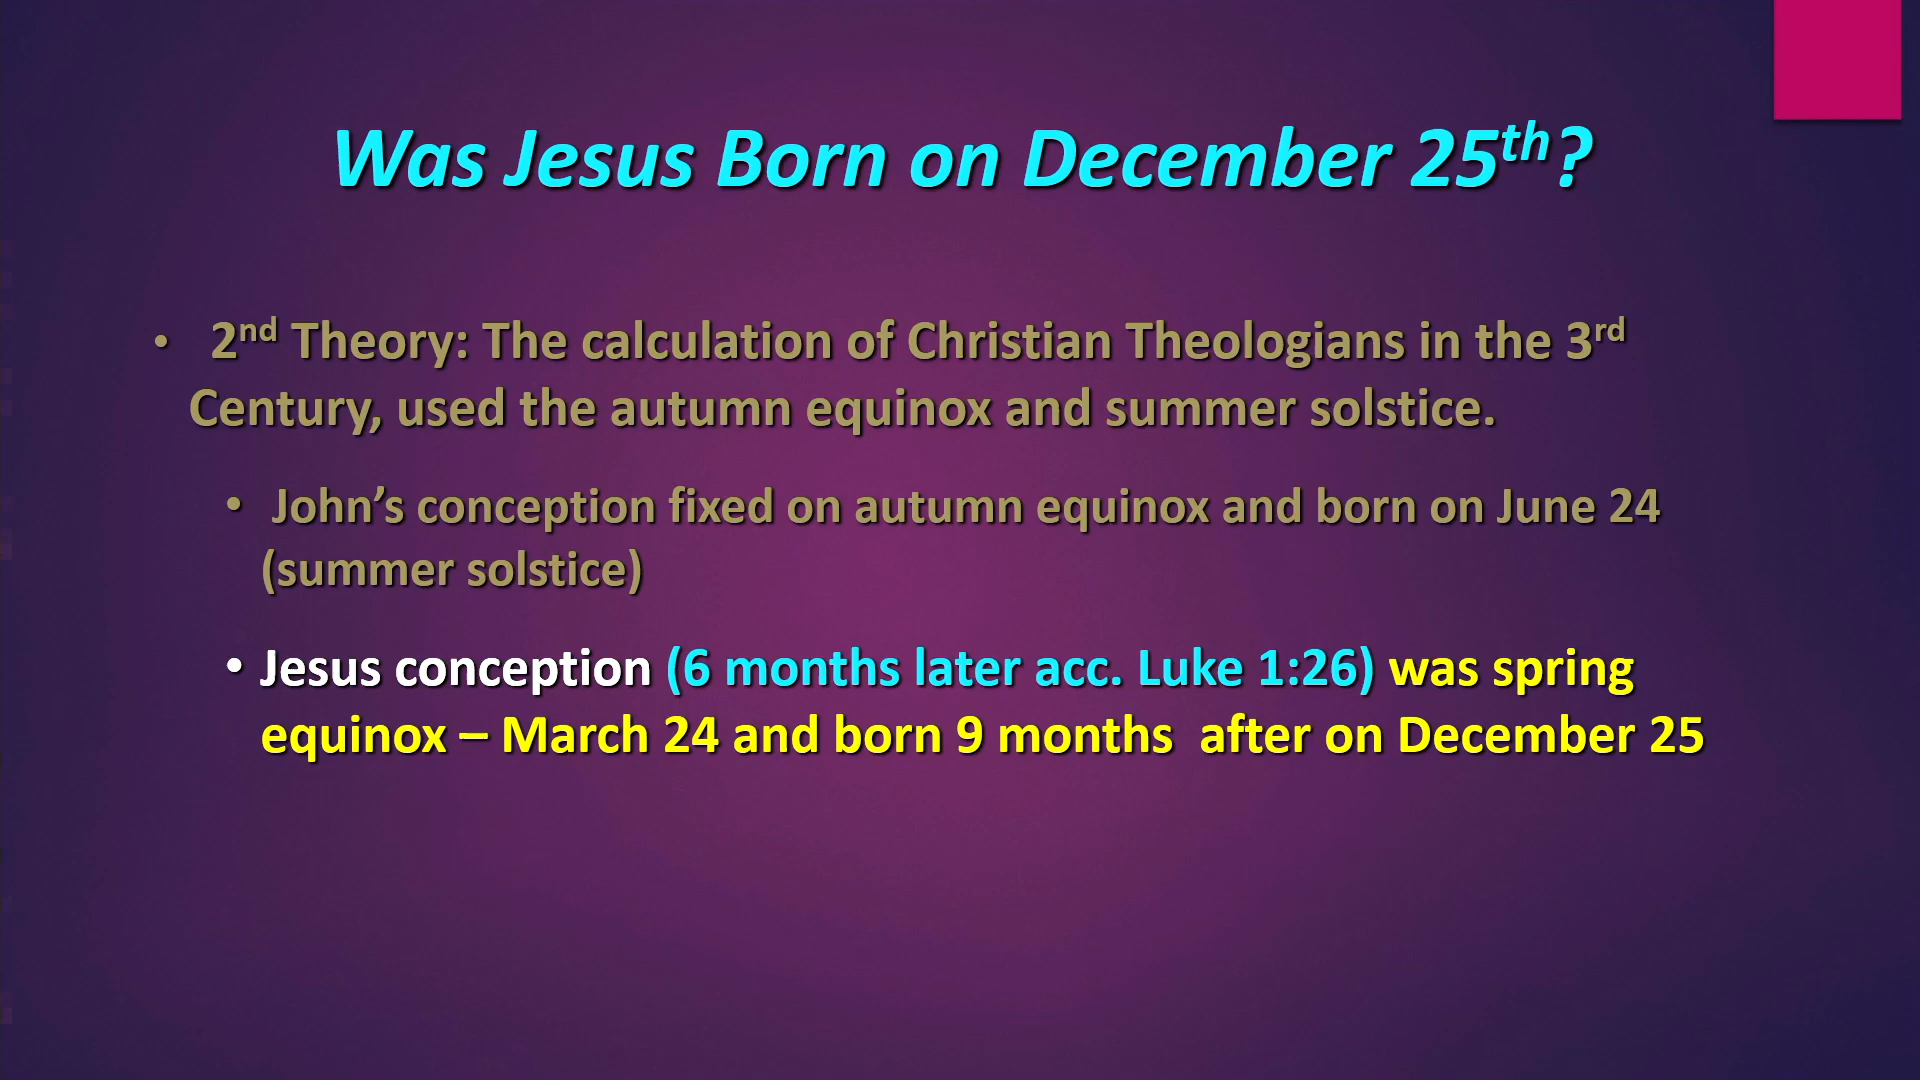 Was Jesus Born on December 25th?
• 2nd Theory: The calculation of Christian Theologians in the 3rd
Century, used the autumn equinox and summer solstice.
• John’s conception fixed on autumn equinox and born on June 24
(summer solstice)
• Jesus conception (6 months later acc. Luke 1:26) was spring
equinox – March 24 and born 9 months  after on December 25